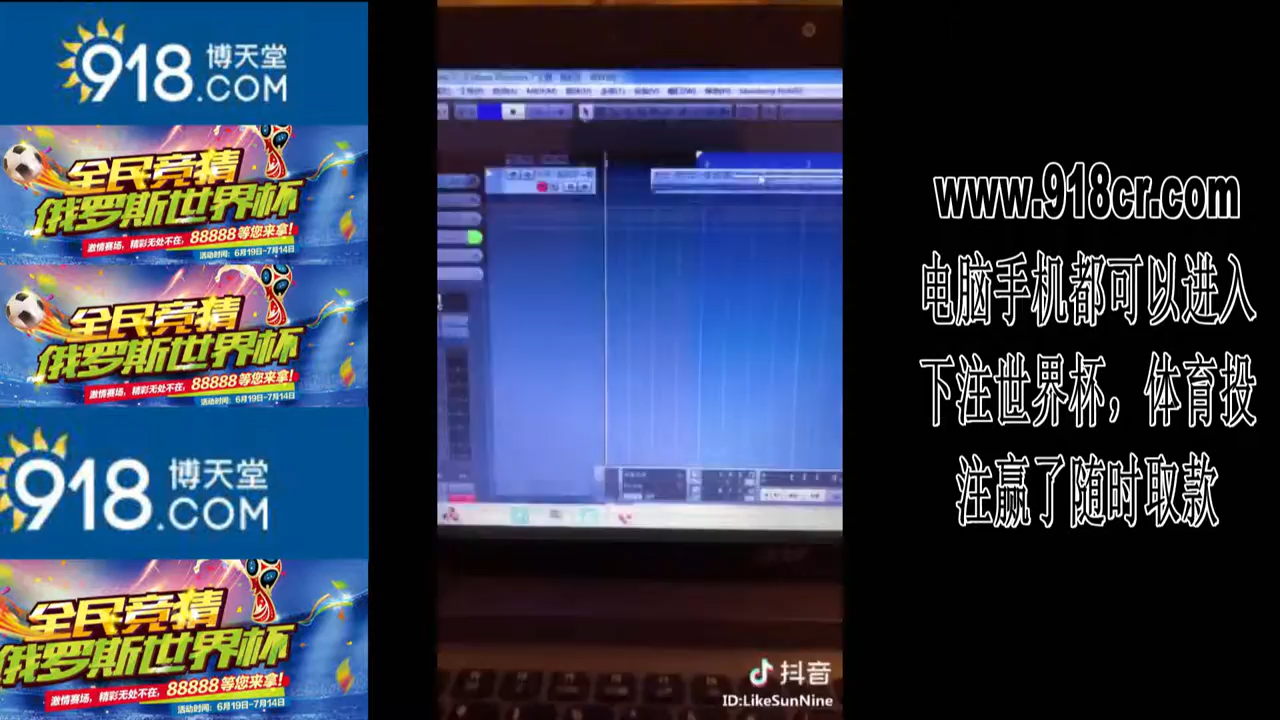 918 博天堂
.COM
全民竞猜
俄罗斯世界杯
激情赛场，精彩无处不在，88888等您来拿！
活动时间：6月19日-7月14日
全民竞猜
俄罗斯世界杯
激情赛场，精彩无处不在，88888等您来拿！
活动时间：6月19日-7月14日
918 博天堂
.COM
全民竞猜
俄罗斯世界杯
激情赛场，精彩无处不在，88888等您来拿！
活动时间：6月19日-7月14日
抖音
ID:LikeSunNine
www.918cr.com
电脑手机都可以进入
下注世界杯，体育投
注赢了随时取款